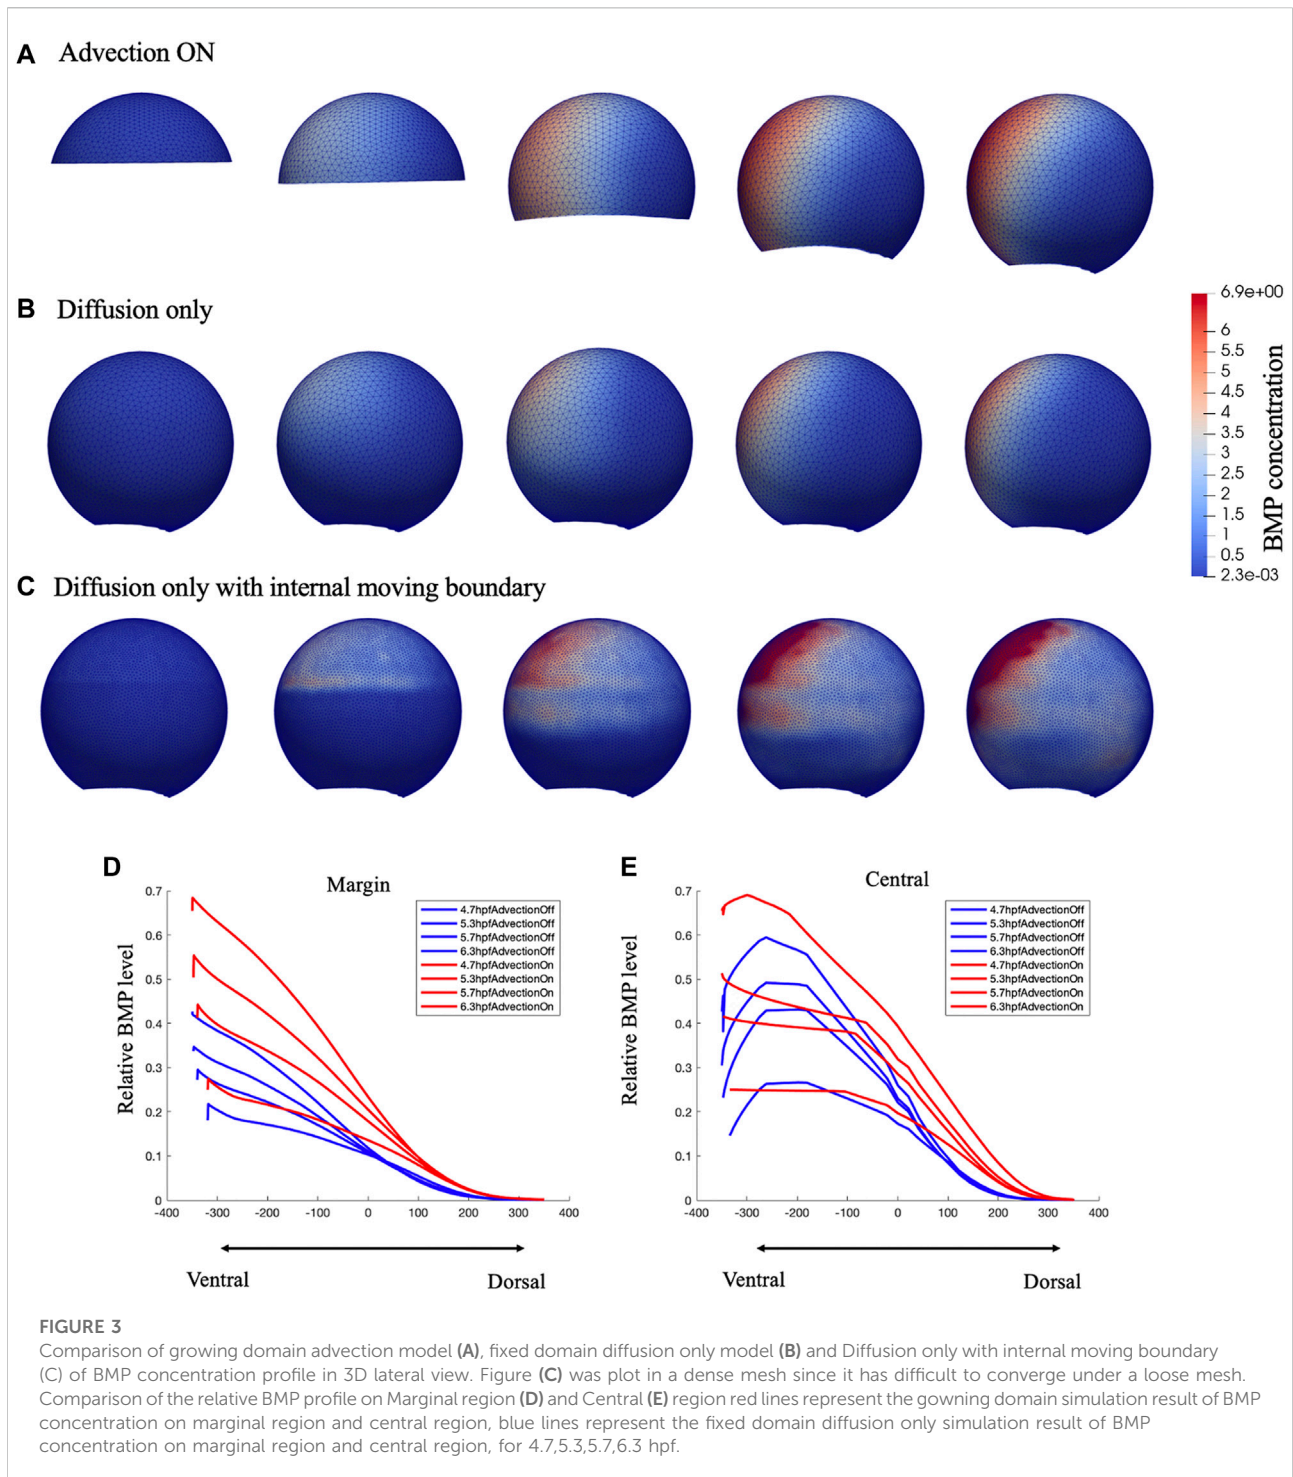 A Advection ON
B Diffusion only
6.9e+00
6
5.5
5
4.5
4
3.5
3
2.5
2
1.5
1
0.5
2.3e-03
BMP concentration
C Diffusion only with internal moving boundary
D
Margin
Relative BMP level
0.7
0.6
0.5
0.4
0.3
0.2
0.1
0
-400 -300 -200 -100 0 100 200 300 400
4.7hpfAdvectionOff
5.3hpfAdvectionOff
5.7hpfAdvectionOff
6.3hpfAdvectionOff
4.7hpfAdvectionOn
5.3hpfAdvectionOn
5.7hpfAdvectionOn
6.3hpfAdvectionOn
Ventral Dorsal
E
Central
Relative BMP level
0.7
0.6
0.5
0.4
0.3
0.2
0.1
0
-400 -300 -200 -100 0 100 200 300 400
4.7hpfAdvectionOff
5.3hpfAdvectionOff
5.7hpfAdvectionOff
6.3hpfAdvectionOff
4.7hpfAdvectionOn
5.3hpfAdvectionOn
5.7hpfAdvectionOn
6.3hpfAdvectionOn
Ventral Dorsal
FIGURE 3
Comparison of growing domain advection model (A), fixed domain diffusion only model (B) and Diffusion only with internal moving boundary
(C) of BMP concentration profile in 3D lateral view. Figure (C) was plot in a dense mesh since it has difficult to converge under a loose mesh.
Comparison of the relative BMP profile on Marginal region (D) and Central (E) region red lines represent the gowning domain simulation result of BMP
concentration on marginal region and central region, blue lines represent the fixed domain diffusion only simulation result of BMP
concentration on marginal region and central region, for 4.7,5.3,5.7,6.3 hpf.